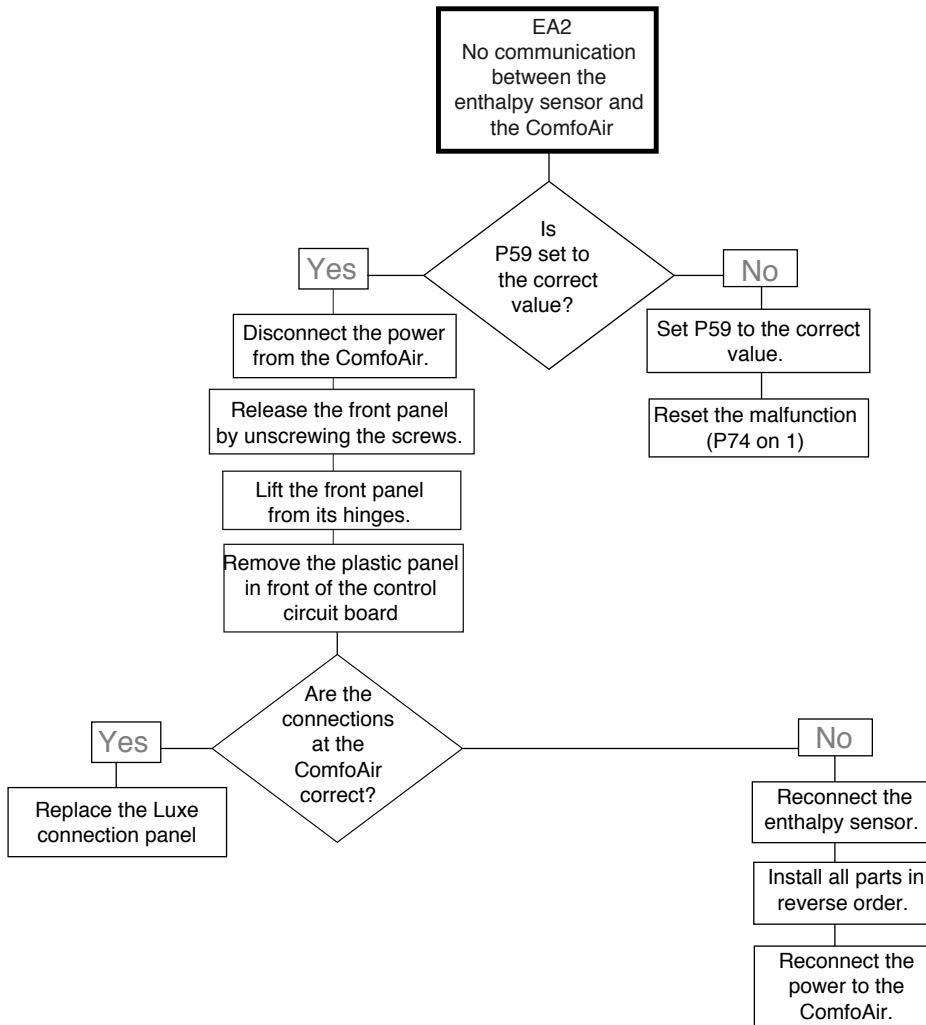 EA2
No communication
between the
enthalpy sensor and
the ComfoAir
Is
P59 set to
the correct
value?
Yes
No
Disconnect the power
from the ComfoAir.
Set P59 to the correct
value.
Release the front panel
by unscrewing the screws.
Reset the malfunction
(P74 on 1)
Lift the front panel
from its hinges.
Remove the plastic panel
in front of the control
circuit board
Are the
connections
at the
ComfoAir
correct?
Yes
No
Replace the Luxe
connection panel
Reconnect the
enthalpy sensor.
Install all parts in
reverse order.
Reconnect the
power to the
ComfoAir.